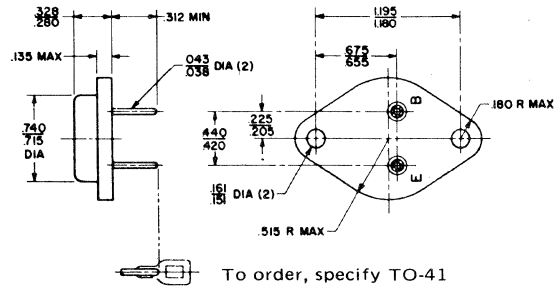 .328
.280
.312 MIN
1.195
1.180
.135 MAX
.043
.038 DIA (2)
.675
.655
.740
.715
DIA
.440
.420
.225
.205
B
E
.180 R MAX
.161
.151 DIA (2)
.515 R MAX
To order, specify TO-41